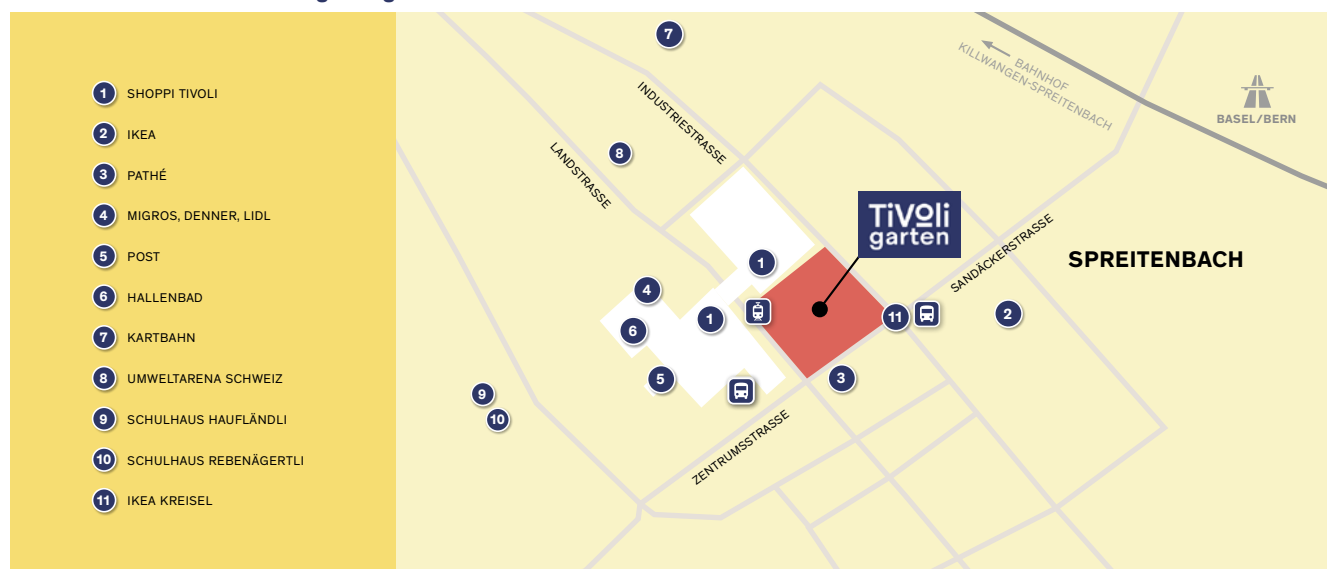 1 SHOPPI TIVOLI
2 IKEA
3 PATHÉ
4 MIGROS, DENNER, LIDL
5 POST
6 HALLENBAD
7 KARTBAHN
8 UMWELTARENA SCHWEIZ
9 SCHULHAUS HAUFLÄNDLI
10 SCHULHAUS REBENÄGERTLI
11 IKEA KREISEL
7
BAHNHOF
KILLWANGEN-SPREITENBACH
BASEL/BERN
INDUSTRIESTRASSE
LANDSTRASSE
8
TiVoli
garten
SANDÄCKERSTRASSE
SPREITENBACH
1
4
1
6
11
2
5
3
9
10
ZENTRUMSSTRASSE